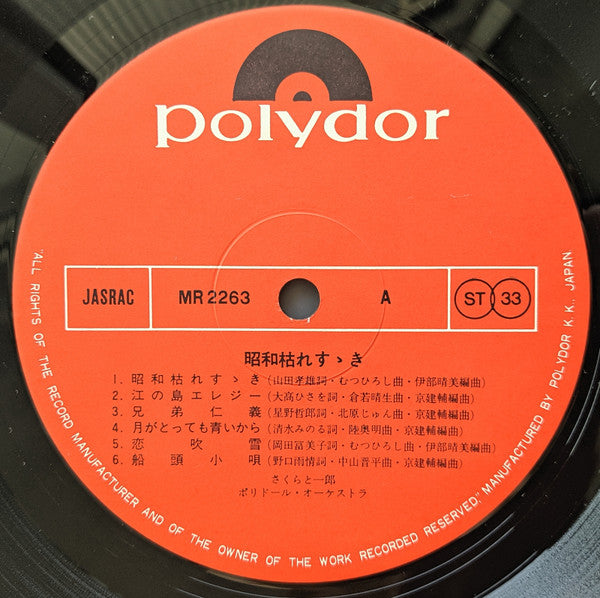 polydor
JASRAC MR2263 A ST 33
昭和枯れすゝき
1. 昭和枯れすゝき (山田孝雄詞・むつひろし曲・伊部晴美編曲)
2. 江の島エレジー (大高ひさを詞・倉若晴生曲・京建輔編曲)
3. 兄弟仁義 (星野哲郎詞・北原じゅん曲・京建輔編曲)
4. 月がとっても青いから (清水みのる詞・陸奥明曲・京建輔編曲)
5. 恋吹雪 (岡田冨美子詞・むつひろし曲・京建輔編曲)
6. 船頭小唄 (野口雨情詞・中山晋平曲・京建輔編曲)
さくらと一郎
ポリドール・オーケストラ
"ALL RIGHTS OF THE RECORD MANUFACTURER AND OF THE OWNER OF THE WORK RECORDED RESERVED." MANUFACTURED BY POLYDOR K.K., JAPAN